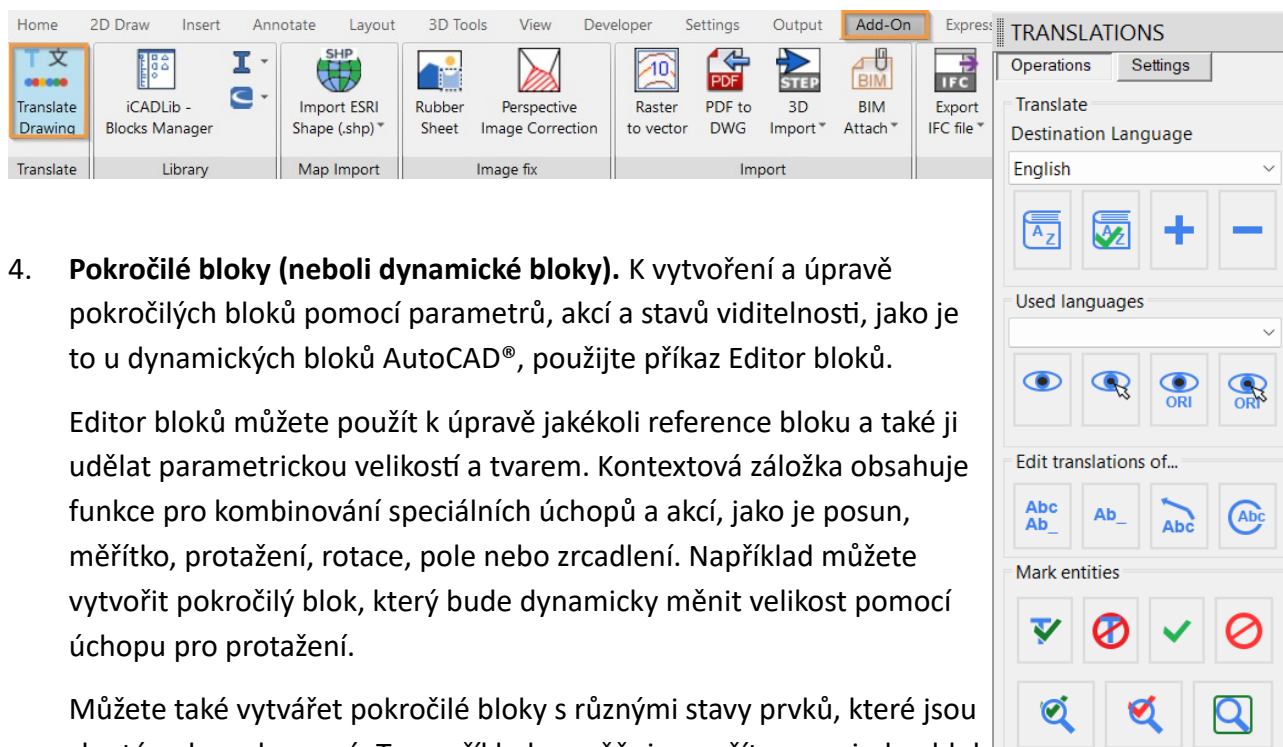 Home 2D Draw Insert Annotate Layout 3D Tools View Developer Settings Output Add-On Express
Translate Drawing
iCADLib - Blocks Manager
SHP
Import ESRI Shape (.shp)
Rubber Sheet
Perspective Image Correction
10
Raster to vector
PDF
PDF to DWG
STEP
3D Import
BIM
BIM Attach
IFC
Export IFC file
Translate Library Map Import Image fix Import
TRANSLATIONS
Operations Settings
Translate
Destination Language
English
A Z A Z
Used languages
ORI ORI
Edit translations of...
Abc Ab_ Ab_ Abc Abc
Mark entities
4. Pokročilé bloky (neboli dynamické bloky). K vytvoření a úpravě
pokročilých bloků pomocí parametrů, akcí a stavů viditelnosti, jako je
to u dynamických bloků AutoCAD®, použijte příkaz Editor bloků.
Editor bloků můžete použít k úpravě jakékoli reference bloku a také ji
udělat parametrickou velikostí a tvarem. Kontextová záložka obsahuje
funkce pro kombinování speciálních úchopů a akcí, jako je posun,
měřítko, protažení, rotace, pole nebo zrcadlení. Například můžete
vytvořit pokročilý blok, který bude dynamicky měnit velikost pomocí
úchopu pro protažení.
Můžete také vytvářet pokročilé bloky s různými stavy prvků, které jsou